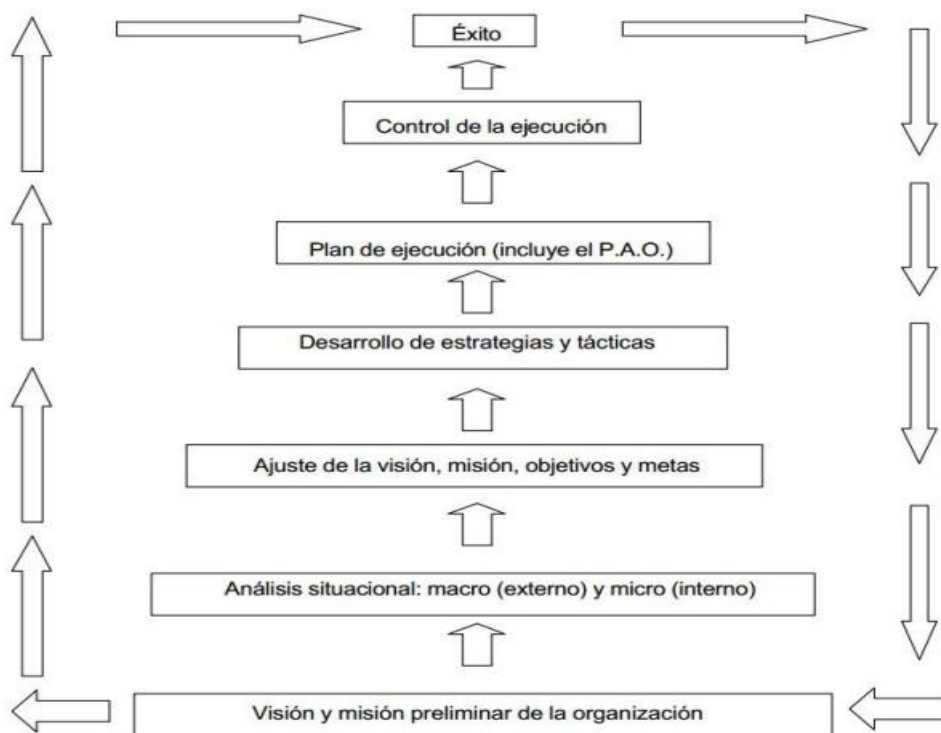 Éxito
Control de la ejecución
Plan de ejecución (incluye el P.A.O.)
Desarrollo de estrategias y tácticas
Ajuste de la visión, misión, objetivos y metas
Análisis situacional: macro (externo) y micro (interno)
Visión y misión preliminar de la organización